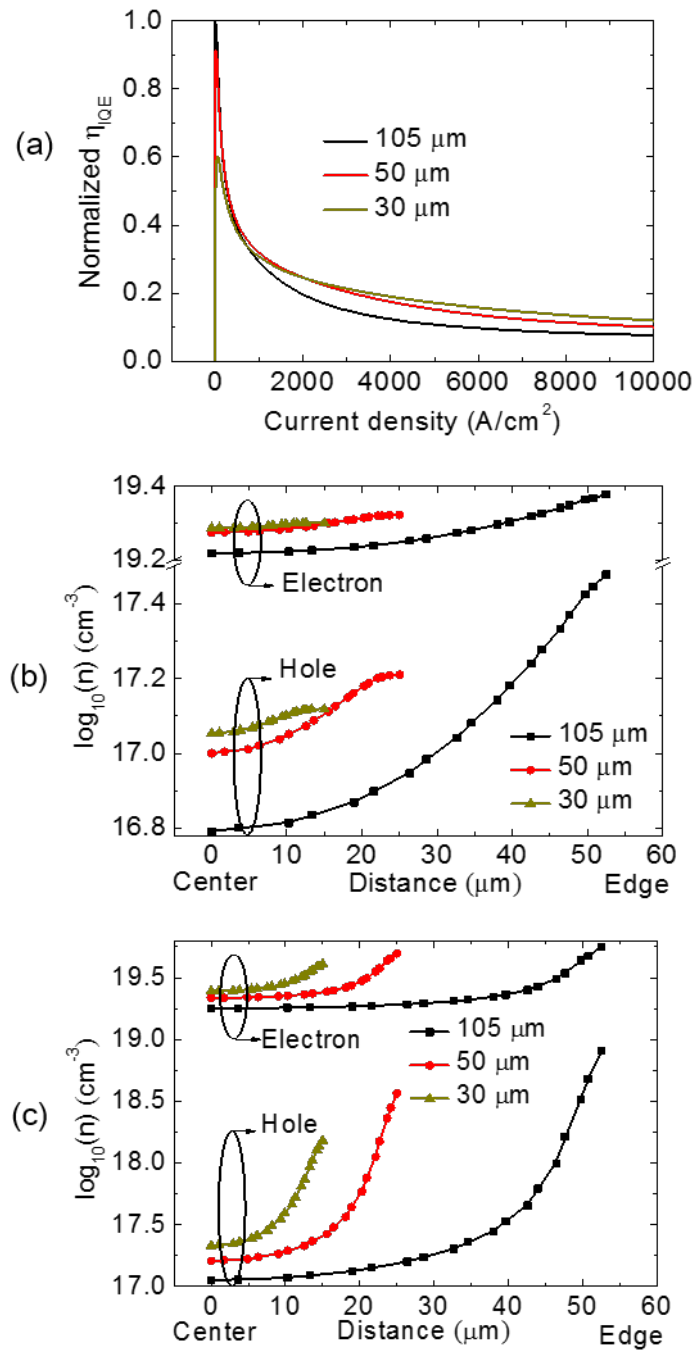 (a)
Normalized η_IQE
1.0
0.8
0.6
0.4
0.2
0.0
105 μm
50 μm
30 μm
0 2000 4000 6000 8000 10000
Current density (A/cm²)
(b)
log₁₀(n) (cm⁻³)
19.4
19.2
17.4
17.2
17.0
16.8
Electron
Hole
105 μm
50 μm
30 μm
0 10 20 30 40 50 60
Center Distance (μm) Edge
(c)
log₁₀(n) (cm⁻³)
19.5
19.0
18.5
18.0
17.5
17.0
Electron
Hole
105 μm
50 μm
30 μm
0 10 20 30 40 50 60
Center Distance (μm) Edge